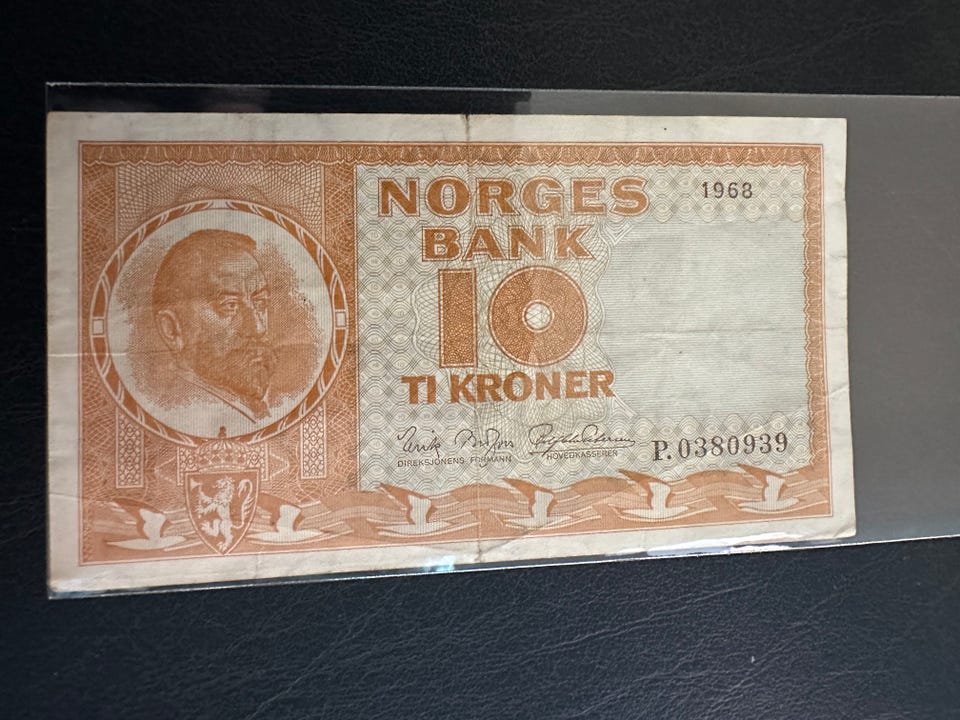 NORGES
1968
BANK
10
TI KRONER
DIREKSJONENS FORMANN
HOVEDKASSERER
P.0380939